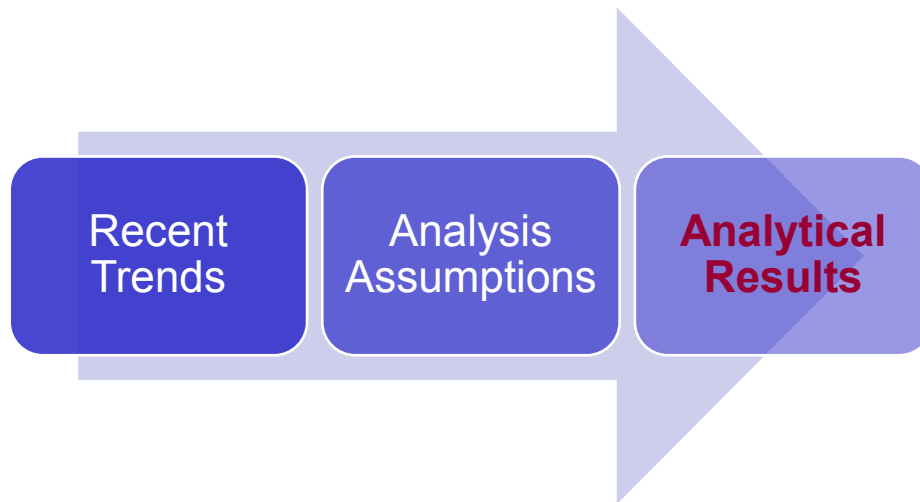 Recent
Trends
Analysis
Assumptions
Analytical
Results